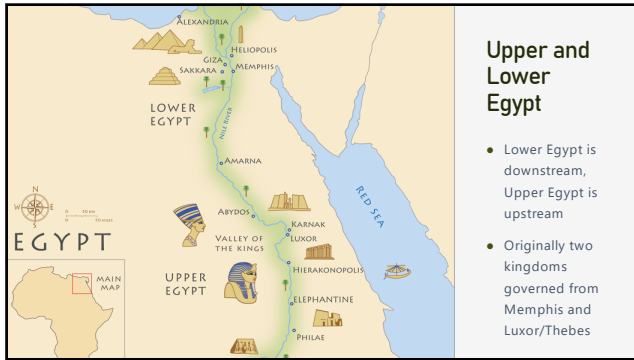 ALEXANDRIA
HELIOPOLIS
GIZA
SAKKARA
MEMPHIS
LOWER
EGYPT
NILE RIVER
AMARNA
N
W
E
S
ABYDOS
KARNAK
LUXOR
VALLEY OF
THE KINGS
RED SEA
EGYPT
HIERAKONOPOLIS
UPPER
EGYPT
MAIN
MAP
ELEPHANTINE
PHILAE
Upper and
Lower
Egypt
• Lower Egypt is
downstream,
Upper Egypt is
upstream
• Originally two
kingdoms
governed from
Memphis and
Luxor/Thebes